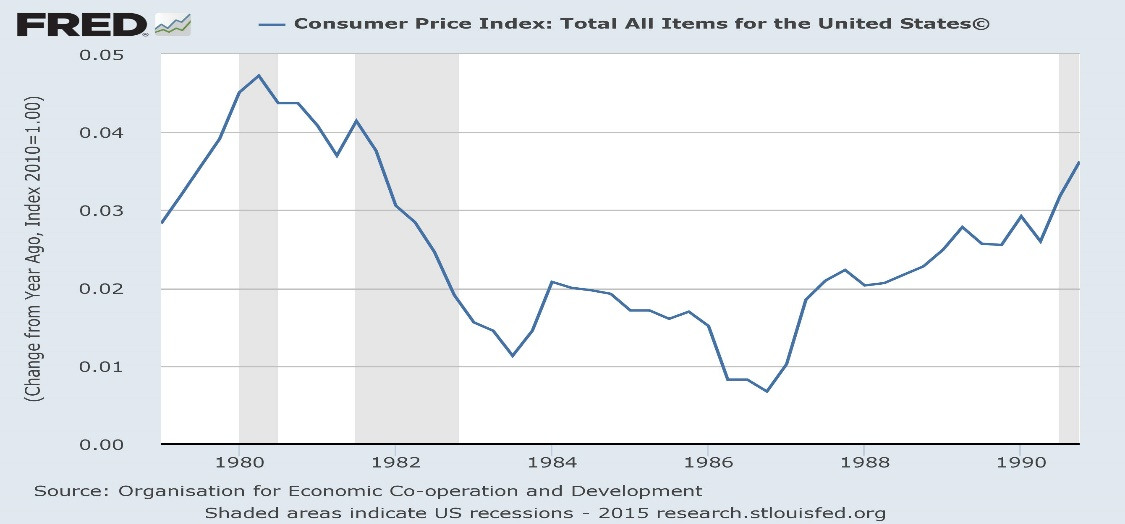 FRED
Consumer Price Index: Total All Items for the United States©
(Change from Year Ago, Index 2010=1.00)
0.05
0.04
0.03
0.02
0.01
0.00
1980 1982 1984 1986 1988 1990
Source: Organisation for Economic Co-operation and Development
Shaded areas indicate US recessions - 2015 research.stlouisfed.org